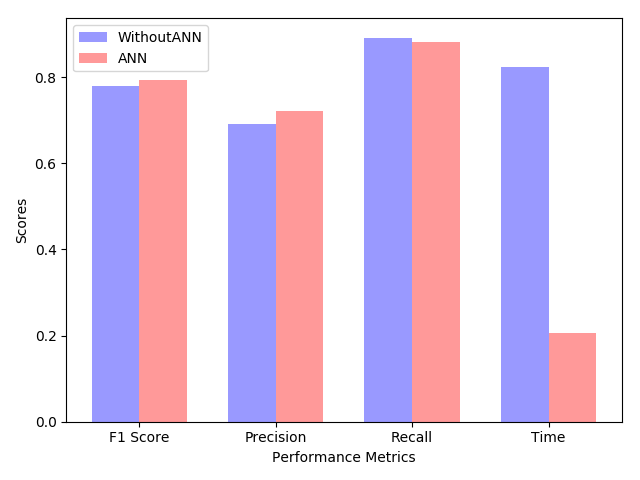 WithoutANN
ANN
Scores
0.8
0.6
0.4
0.2
0.0
F1 Score Precision Recall Time
Performance Metrics